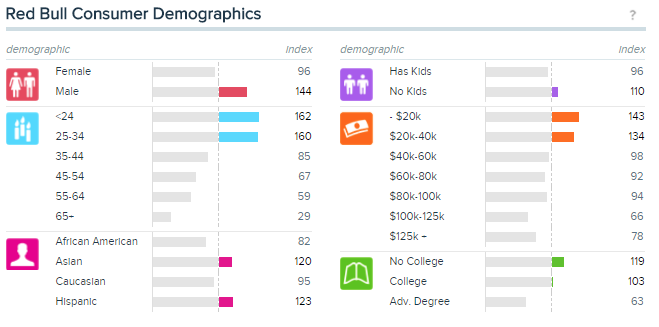 Red Bull Consumer Demographics ?
demographic index
Female 96
Male 144
<24 162
25-34 160
35-44 85
45-54 67
55-64 59
65+ 29
African American 82
Asian 120
Caucasian 95
Hispanic 123
demographic index
Has Kids 96
No Kids 110
- $20k 143
$20k-40k 134
$40k-60k 98
$60k-80k 92
$80k-100k 94
$100k-125k 66
$125k - 78
No College 119
College 103
Adv. Degree 63